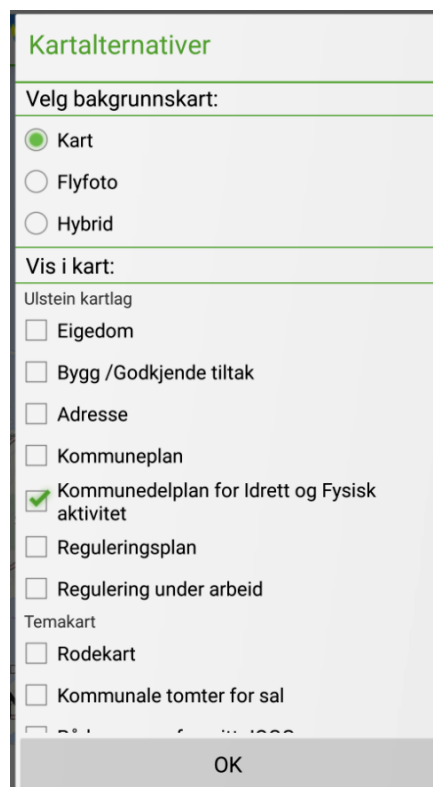 Kartalternativer
Velg bakgrunnskart:
Kart
Flyfoto
Hybrid
Vis i kart:
Ulstein kartlag
Eigedom
Bygg /Godkjende tiltak
Adresse
Kommuneplan
Kommunedelplan for Idrett og Fysisk
aktivitet
Reguleringsplan
Regulering under arbeid
Temakart
Rodekart
Kommunale tomter for sal
OK